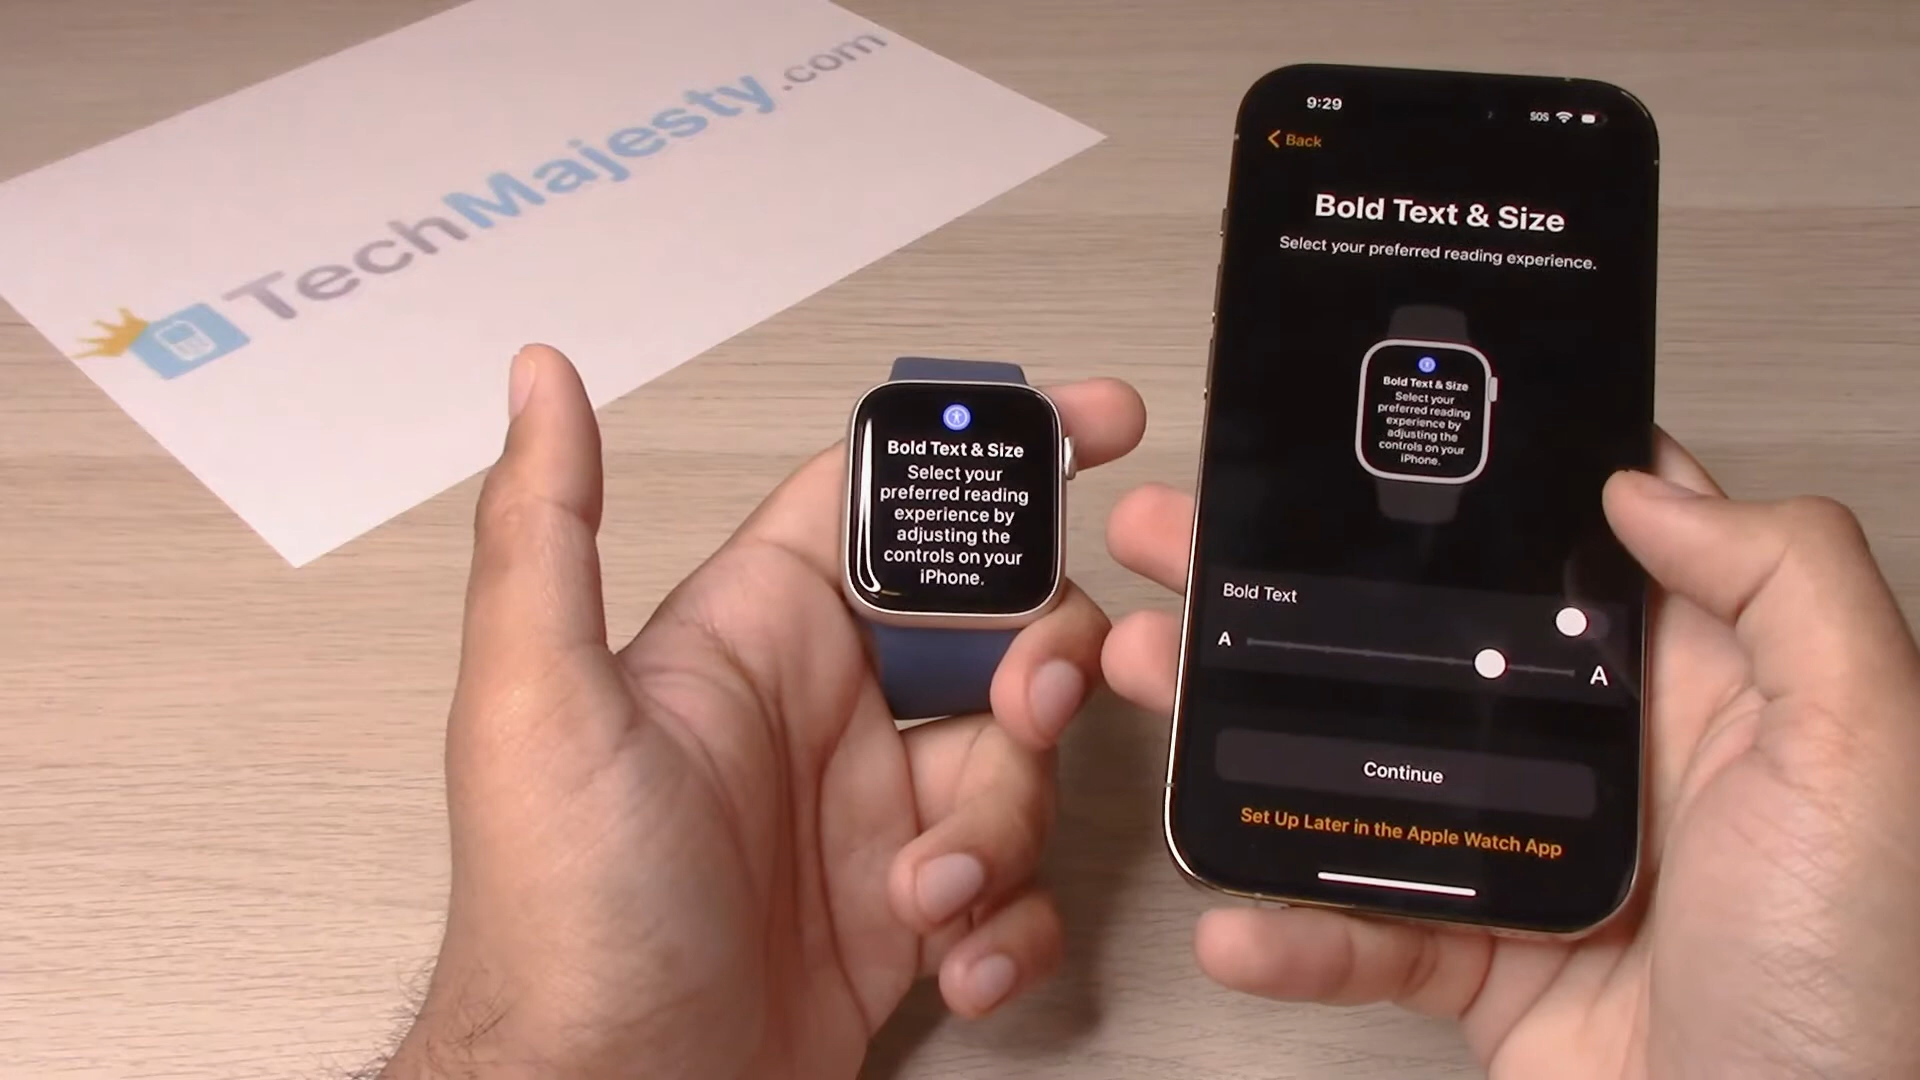 TechMajesty.com
Bold Text & Size
Select your
preferred reading
experience by
adjusting the
controls on your
iPhone.
9:29
SOS
Back
Bold Text & Size
Select your preferred reading experience.
Bold Text & Size
Select your
preferred reading
experience by
adjusting the
controls on your
iPhone.
Bold Text
A
A
Continue
Set Up Later in the Apple Watch App